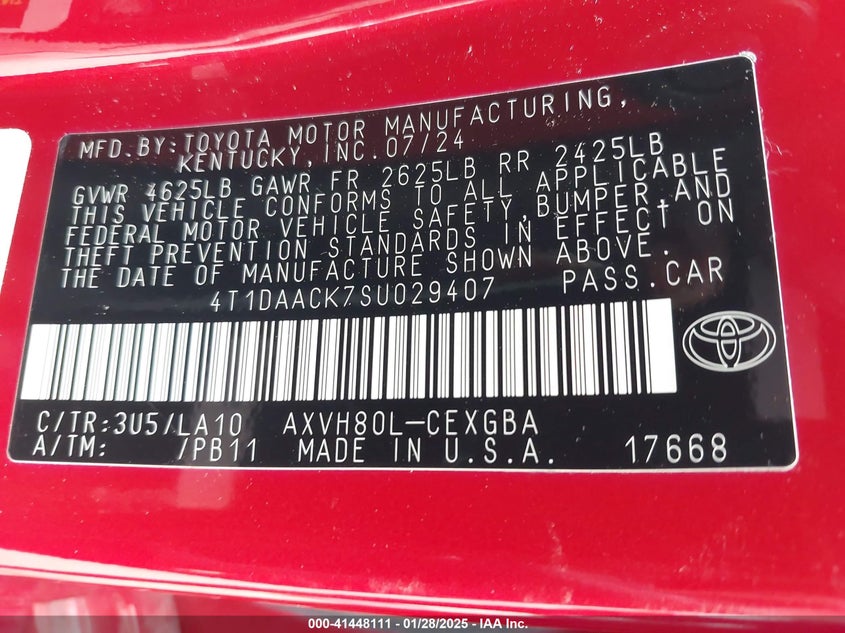 MFD.BY:TOYOTA MOTOR MANUFACTURING,
KENTUCKY,INC.07/24
GVWR 4625LB GAWR FR 2625LB RR 2425LB
THIS VEHICLE CONFORMS TO ALL APPLICABLE
FEDERAL MOTOR VEHICLE SAFETY,BUMPER,AND
THEFT PREVENTION STANDARDS IN EFFECT ON
THE DATE OF MANUFACTURE SHOWN ABOVE.
4T1DAACK7SU029407 PASS.CAR
C/TR:3U5/LA10 AXVH80L-CEXGBA
A/TM: /PB11 MADE IN U.S.A. 17668
000-41448111 - 01/28/2025 - IAA Inc.